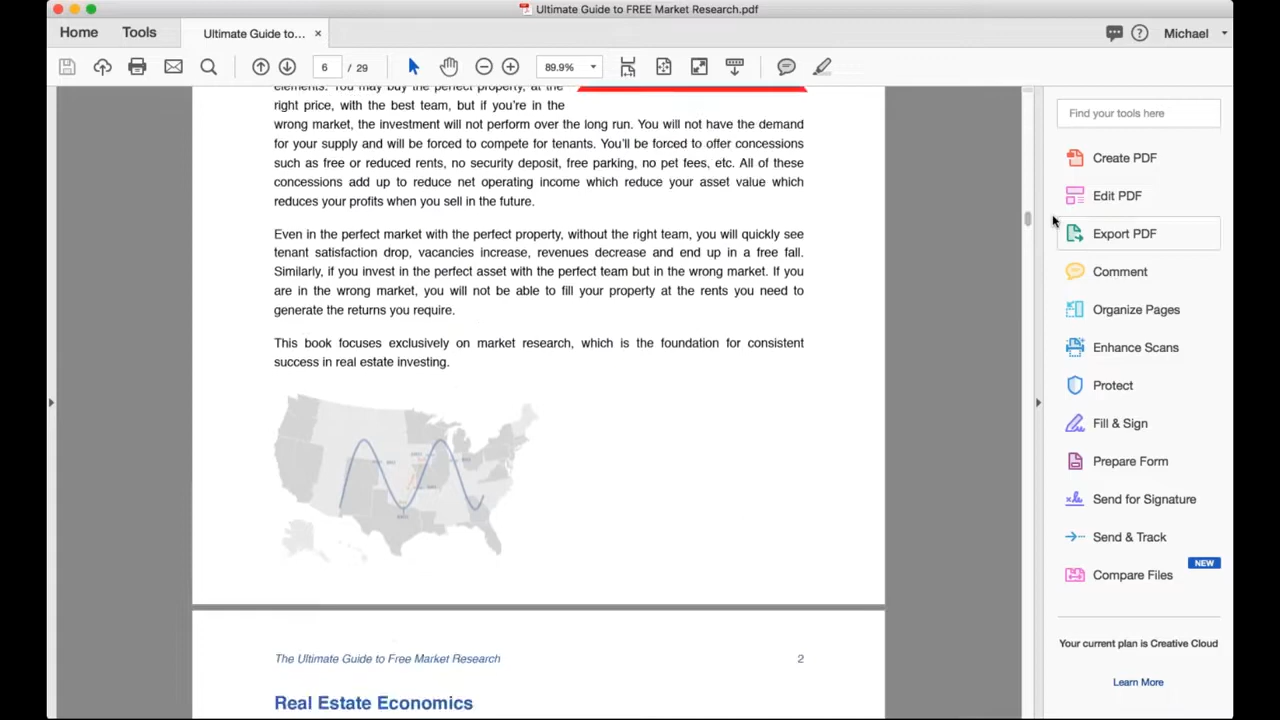 Ultimate Guide to FREE Market Research.pdf
Home
Tools
Ultimate Guide to... ×
?
Michael
6 / 29
89.9%
elements. You may buy the perfect property, at the
right price, with the best team, but if you're in the
wrong market, the investment will not perform over the long run. You will not have the demand
for your supply and will be forced to compete for tenants. You'll be forced to offer concessions
such as free or reduced rents, no security deposit, free parking, no pet fees, etc. All of these
concessions add up to reduce net operating income which reduce your asset value which
reduces your profits when you sell in the future.
Even in the perfect market with the perfect property, without the right team, you will quickly see
tenant satisfaction drop, vacancies increase, revenues decrease and end up in a free fall.
Similarly, if you invest in the perfect asset with the perfect team but in the wrong market. If you
are in the wrong market, you will not be able to fill your property at the rents you need to
generate the returns you require.
This book focuses exclusively on market research, which is the foundation for consistent
success in real estate investing.
The Ultimate Guide to Free Market Research 2
Real Estate Economics
Find your tools here
Create PDF
Edit PDF
Export PDF
Comment
Organize Pages
Enhance Scans
Protect
Fill & Sign
Prepare Form
Send for Signature
Send & Track
NEW
Compare Files
Your current plan is Creative Cloud
Learn More